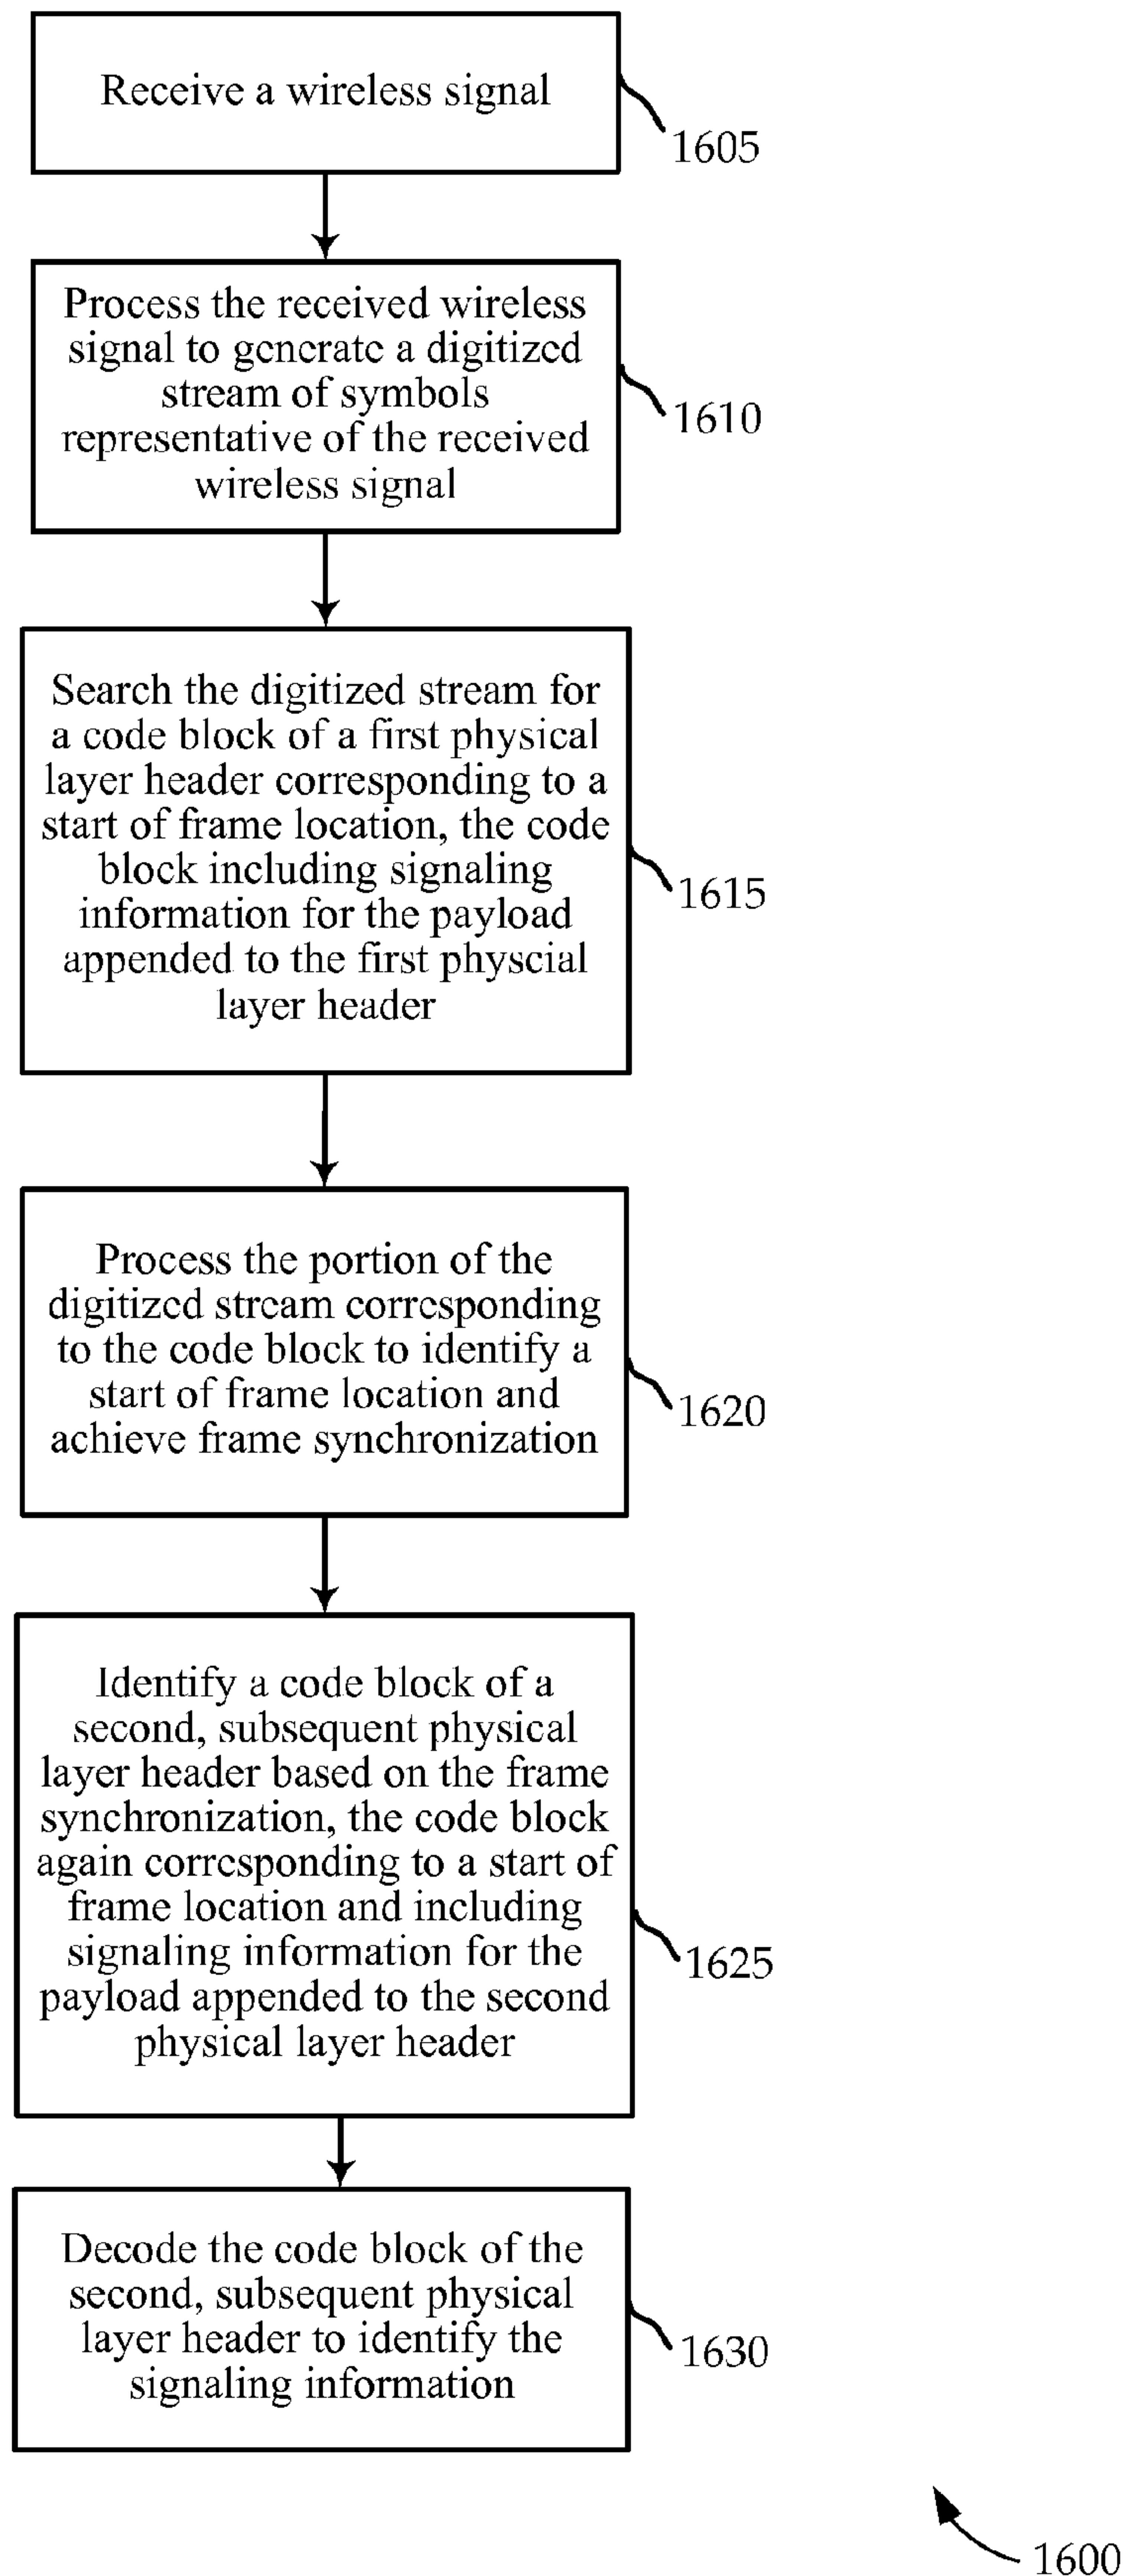 Receive a wireless signal
1605
Process the received wireless
signal to generate a digitized
stream of symbols
representative of the received
wireless signal
1610
Search the digitized stream for
a code block of a first physical
layer header corresponding to a
start of frame location, the code
block including signaling
information for the payload
appended to the first physcial
layer header
1615
Process the portion of the
digitized stream corresponding
to the code block to identify a
start of frame location and
achieve frame synchronization
1620
Identify a code block of a
second, subsequent physical
layer header based on the frame
synchronization, the code block
again corresponding to a start of
frame location and including
signaling information for the
payload appended to the second
physical layer header
1625
Decode the code block of the
second, subsequent physical
layer header to identify the
signaling information
1630
1600